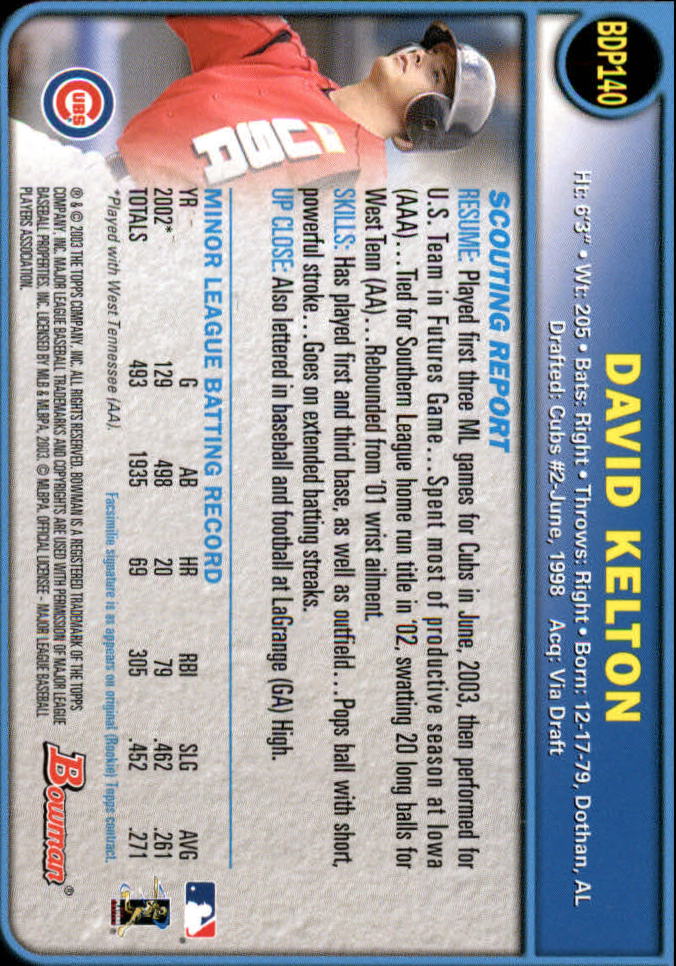 BDP140
DAVID KELTON
Ht: 6'3" • Wt: 205 • Bats: Right • Throws: Right • Born: 12-17-79, Dothan, AL
Drafted: Cubs #2-June, 1998 Acq: Via Draft
SCOUTING REPORT
RESUME: Played first three ML games for Cubs in June, 2003, then performed for
U.S. Team in Futures Game...Spent most of productive season at Iowa
(AAA)...Tied for Southern League home run title in '02, swatting 20 long balls for
West Tenn (AA)...Rebounded from '01 wrist ailment.
SKILLS: Has played first and third base, as well as outfield...Pops ball with short,
powerful stroke...Goes on extended batting streaks.
UP CLOSE: Also lettered in baseball and football at LaGrange (GA) High.
USA
CUBS
MINOR LEAGUE BATTING RECORD
YR G AB HR RBI SLG AVG
2002* 129 498 20 79 .462 .261
TOTALS 493 1935 69 305 .452 .271
*Played with West Tennessee (AA).
Facsimile signature is as appears on original (Rookie) Topps contract.
® & © 2003 THE TOPPS COMPANY, INC. ALL RIGHTS RESERVED. BOWMAN IS A REGISTERED TRADEMARK OF THE TOPPS
COMPANY, INC. MAJOR LEAGUE BASEBALL TRADEMARKS AND COPYRIGHTS ARE USED WITH PERMISSION OF MAJOR LEAGUE
BASEBALL PROPERTIES, INC. LICENSED BY MLB & MLBPA, 2003. © MLBPA. OFFICIAL LICENSEE - MAJOR LEAGUE BASEBALL
PLAYERS ASSOCIATION.
Bowman®